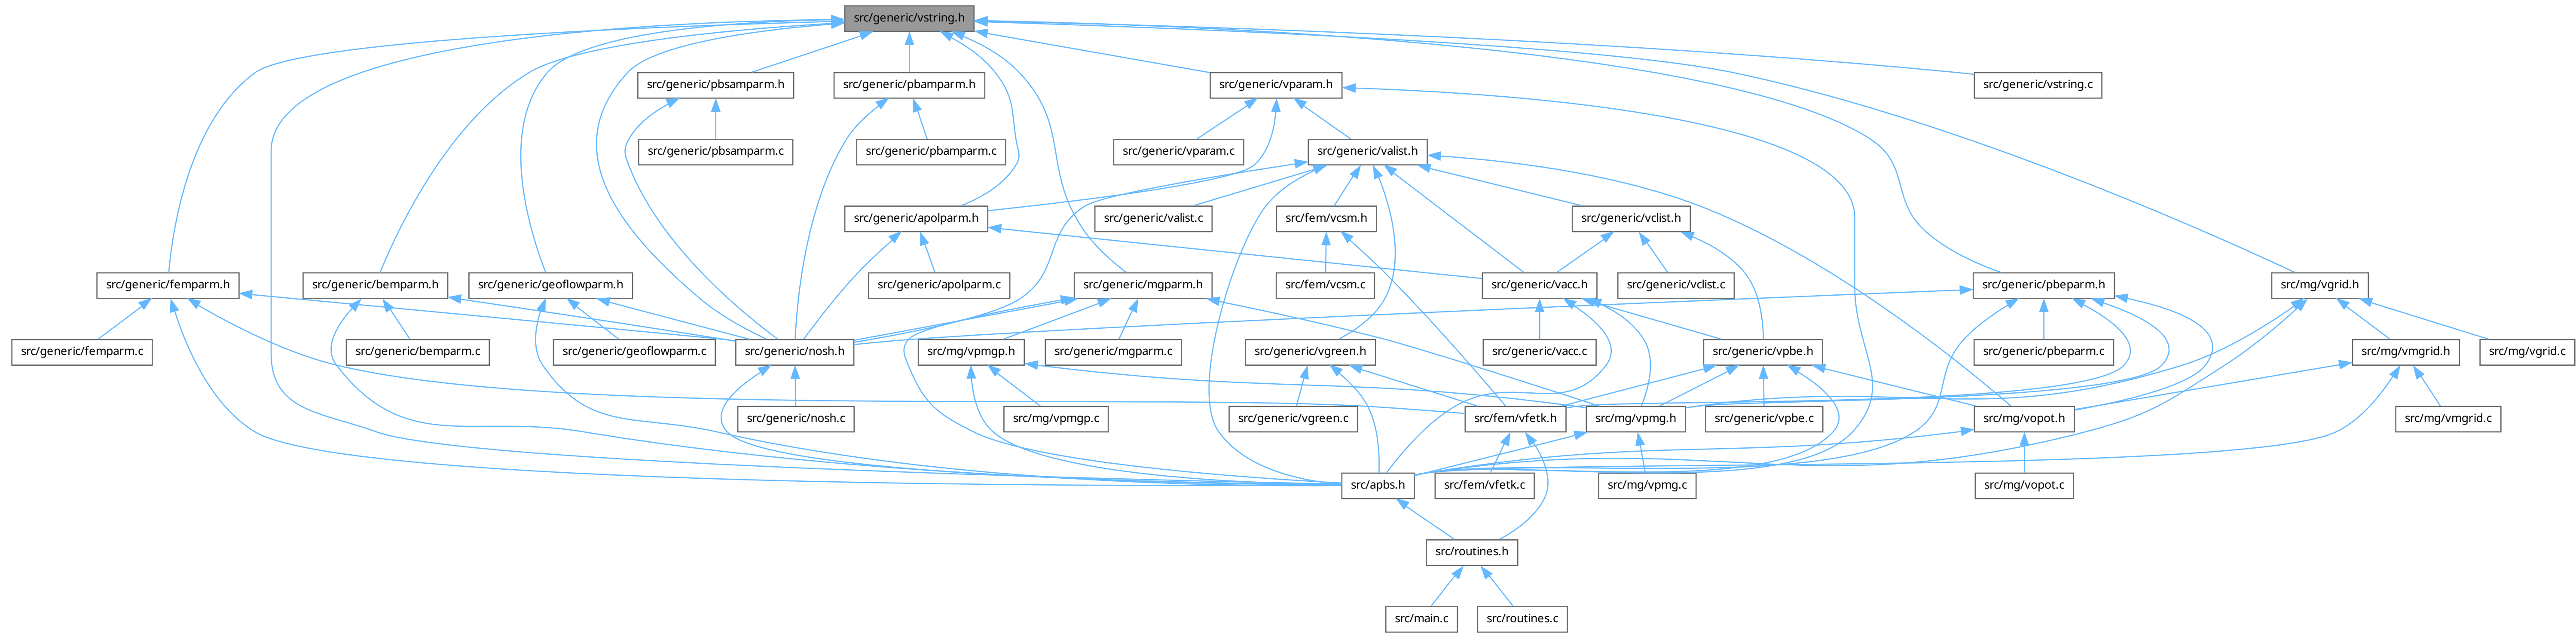 src/generic/vstring.h
src/generic/pbsamparm.h
src/generic/pbamparm.h
src/generic/vparam.h
src/generic/vstring.c
src/generic/pbsamparm.c
src/generic/pbamparm.c
src/generic/vparam.c
src/generic/valist.h
src/generic/apolparm.h
src/generic/valist.c
src/fem/vcsm.h
src/generic/vclist.h
src/generic/femparm.h
src/generic/bemparm.h
src/generic/geoflowparm.h
src/generic/apolparm.c
src/generic/mgparm.h
src/fem/vcsm.c
src/generic/vacc.h
src/generic/vclist.c
src/generic/pbeparm.h
src/mg/vgrid.h
src/generic/femparm.c
src/generic/bemparm.c
src/generic/geoflowparm.c
src/generic/nosh.h
src/mg/vpmgp.h
src/generic/mgparm.c
src/generic/vgreen.h
src/generic/vacc.c
src/generic/vpbe.h
src/generic/pbeparm.c
src/mg/vmgrid.h
src/mg/vgrid.c
src/generic/nosh.c
src/mg/vpmgp.c
src/generic/vgreen.c
src/fem/vfetk.h
src/mg/vpmg.h
src/generic/vpbe.c
src/mg/vopot.h
src/mg/vmgrid.c
src/apbs.h
src/fem/vfetk.c
src/mg/vpmg.c
src/mg/vopot.c
src/routines.h
src/main.c
src/routines.c